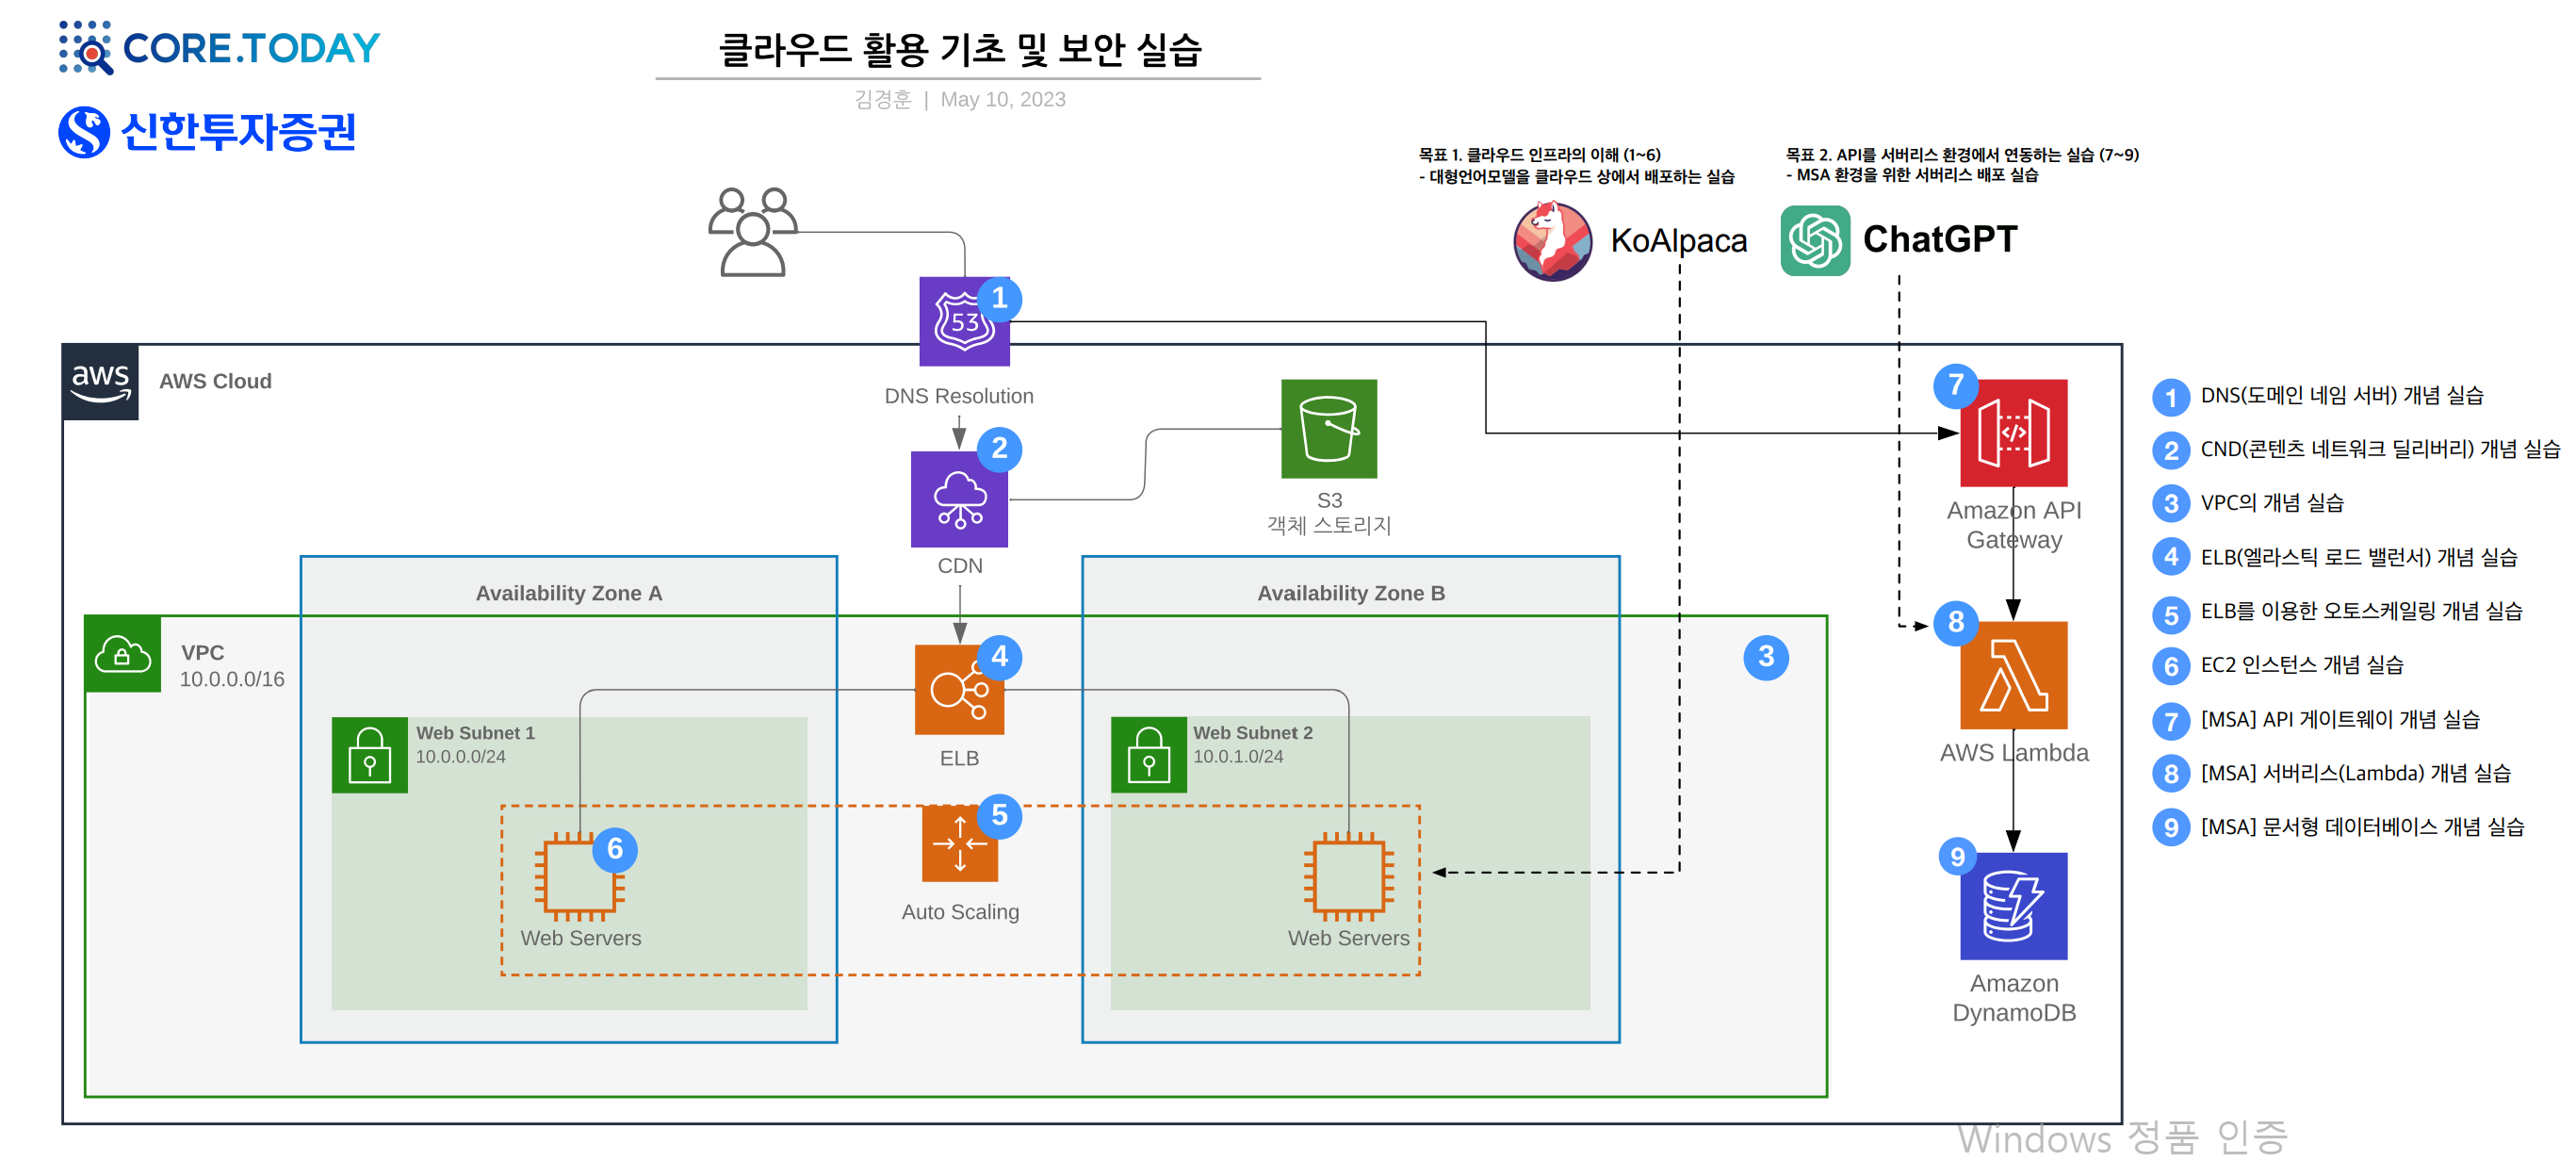 CORE.TODAY
신한투자증권
클라우드 활용 기초 및 보안 실습
김경훈 | May 10, 2023
목표 1. 클라우드 인프라의 이해 (1~6)
- 대형언어모델을 클라우드 상에서 배포하는 실습
목표 2. API를 서버리스 환경에서 연동하는 실습 (7~9)
- MSA 환경을 위한 서버리스 배포 실습
KoAlpaca
ChatGPT
53
1
DNS Resolution
aws
AWS Cloud
2
CDN
S3
객체 스토리지
7
Amazon API
Gateway
Availability Zone A
Availability Zone B
VPC
10.0.0.0/16
4
ELB
3
8
AWS Lambda
Web Subnet 1
10.0.0.0/24
Web Subnet 2
10.0.1.0/24
5
Auto Scaling
6
Web Servers
Web Servers
9
Amazon
DynamoDB
1 DNS(도메인 네임 서버) 개념 실습
2 CND(콘텐츠 네트워크 딜리버리) 개념 실습
3 VPC의 개념 실습
4 ELB(엘라스틱 로드 밸런서) 개념 실습
5 ELB를 이용한 오토스케일링 개념 실습
6 EC2 인스턴스 개념 실습
7 [MSA] API 게이트웨이 개념 실습
8 [MSA] 서버리스(Lambda) 개념 실습
9 [MSA] 문서형 데이터베이스 개념 실습
Windows 정품 인증